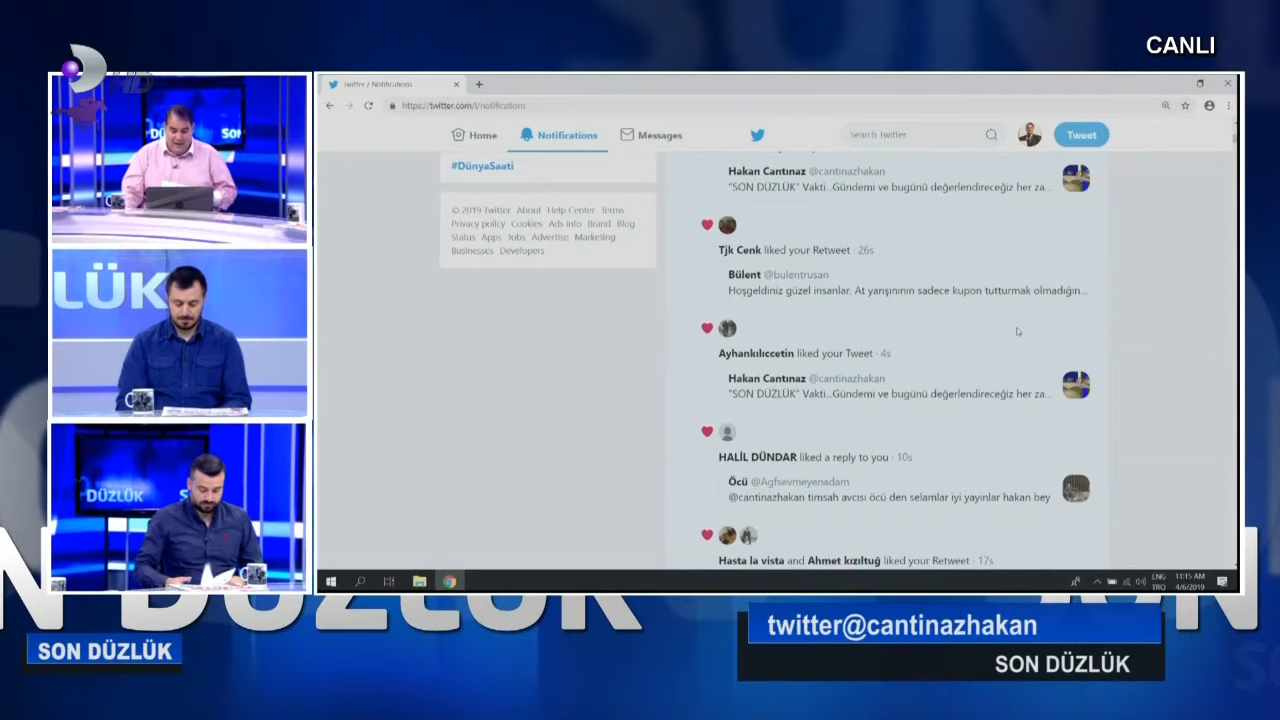 CANLI
HD
Twitter / Notifications
https://twitter.com/i/notifications
Home
Notifications
Messages
Search Twitter
Tweet
#DünyaSaati
© 2019 Twitter About Help Center Terms
Privacy policy Cookies Ads info Brand Blog
Status Apps Jobs Advertise Marketing
Businesses Developers
Hakan Cantınaz @cantinazhakan
"SON DÜZLÜK" Vakti...Gündemi ve bugünü değerlendireceğiz her za...
Tjk Cenk liked your Retweet · 26s
Bülent @bulentrusan
Hoşgeldiniz güzel insanlar. At yarışınının sadece kupon tutturmak olmadığın...
Ayhankılıccetin liked your Tweet · 4s
Hakan Cantınaz @cantinazhakan
"SON DÜZLÜK" Vakti...Gündemi ve bugünü değerlendireceğiz her za...
HALİL DÜNDAR liked a reply to you · 10s
Öcü @Agfsevmeyenadam
@cantinazhakan timsah avcısı öcü den selamlar iyi yayınlar hakan bey
Hasta la vista and Ahmet kızıltuğ liked your Retweet · 17s
ENG
TRQ
11:15 AM
4/6/2019
LÜK
DÜZLÜK
N DÜZLÜK
SON DÜZLÜK
twitter@cantinazhakan
SON DÜZLÜK